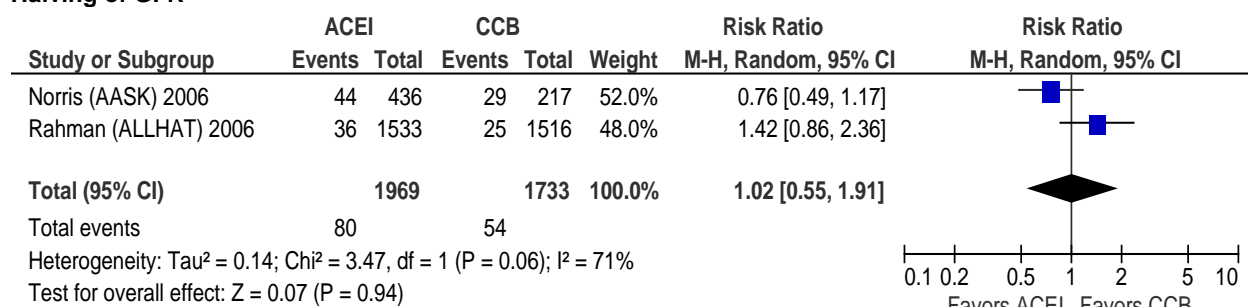 Halving of GFR
ACEI CCB Risk Ratio Risk Ratio
Study or Subgroup Events Total Events Total Weight M-H, Random, 95% CI M-H, Random, 95% CI
Norris (AASK) 2006 44 436 29 217 52.0% 0.76 [0.49, 1.17]
Rahman (ALLHAT) 2006 36 1533 25 1516 48.0% 1.42 [0.86, 2.36]
Total (95% CI) 1969 1733 100.0% 1.02 [0.55, 1.91]
Total events 80 54
Heterogeneity: Tau² = 0.14; Chi² = 3.47, df = 1 (P = 0.06); I² = 71%
Test for overall effect: Z = 0.07 (P = 0.94)
0.1 0.2 0.5 1 2 5 10
Favors ACEI Favors CCB